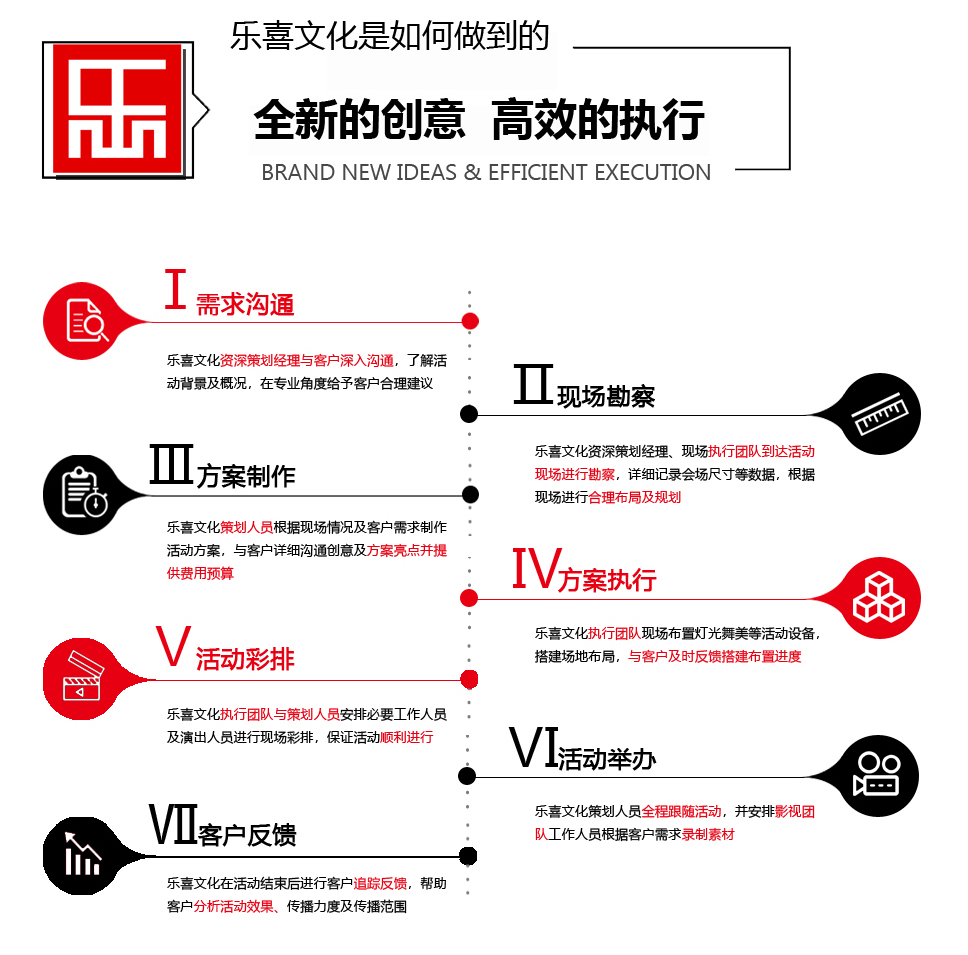 乐喜文化是如何做到的
乐
全新的创意 高效的执行
BRAND NEW IDEAS & EFFICIENT EXECUTION
I 需求沟通
乐喜文化资深策划经理与客户深入沟通，了解活
动背景及概况，在专业角度给予客户合理建议
II 现场勘察
乐喜文化资深策划经理、现场执行团队到达活动
现场进行勘察，详细记录会场尺寸等数据，根据
现场进行合理布局及规划
III 方案制作
乐喜文化策划人员根据现场情况及客户需求制作
活动方案，与客户详细沟通创意及方案亮点并提
供费用预算
IV 方案执行
乐喜文化执行团队现场布置灯光舞美等活动设备，
搭建场地布局，与客户及时反馈搭建布置进度
V 活动彩排
乐喜文化执行团队与策划人员安排必要工作人员
及演出人员进行现场彩排，保证活动顺利进行
VI 活动举办
乐喜文化策划人员全程跟随活动，并安排影视团
队工作人员根据客户需求录制素材
VII 客户反馈
乐喜文化在活动结束后进行客户追踪反馈，帮助
客户分析活动效果、传播力度及传播范围